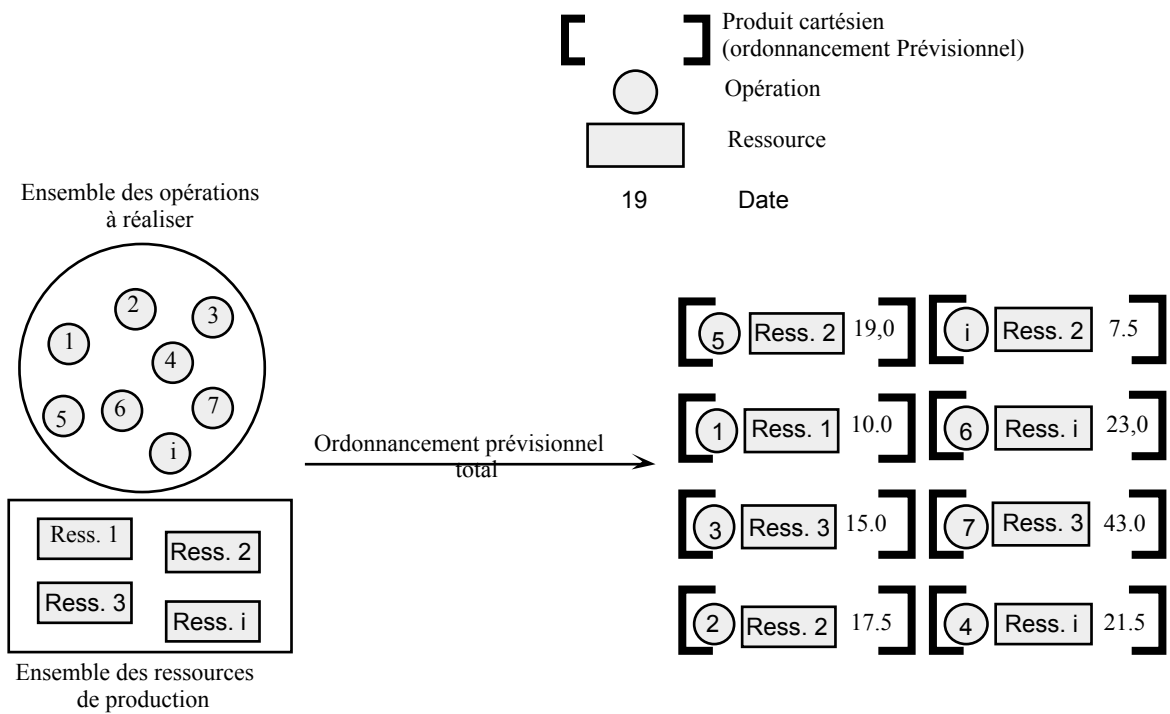 Produit cartésien
(ordonnancement Prévisionnel)
Opération
Ressource
19 Date
Ensemble des opérations
à réaliser
1
2
3
4
5
6
7
i
Ress. 1
Ress. 2
Ress. 3
Ress. i
Ensemble des ressources
de production
Ordonnancement prévisionnel
total
5 Ress. 2 19,0
i Ress. 2 7.5
1 Ress. 1 10.0
6 Ress. i 23,0
3 Ress. 3 15.0
7 Ress. 3 43.0
2 Ress. 2 17.5
4 Ress. i 21.5